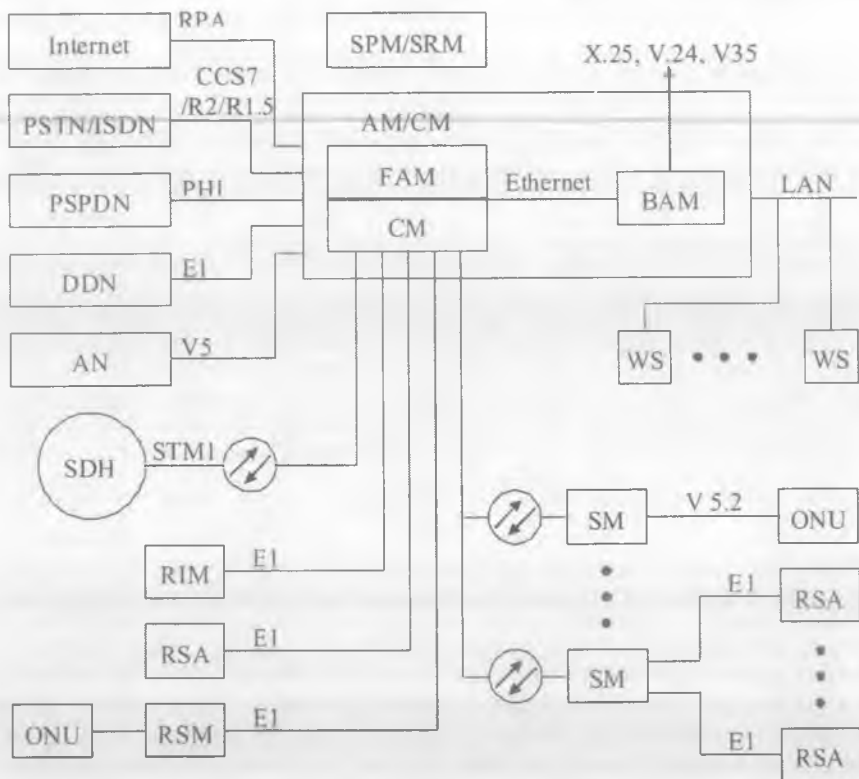 Internet
RPA
SPM/SRM
X.25, V.24, V35
CCS7
/R2/R1.5
PSTN/ISDN
AM/CM
FAM
Ethernet
BAM
LAN
PSPDN
PHI
CM
DDN
E1
AN
V5
WS
WS
SDH
STM1
SM
V 5.2
ONU
RIM
E1
E1
RSA
RSA
E1
SM
ONU
RSM
E1
E1
RSA